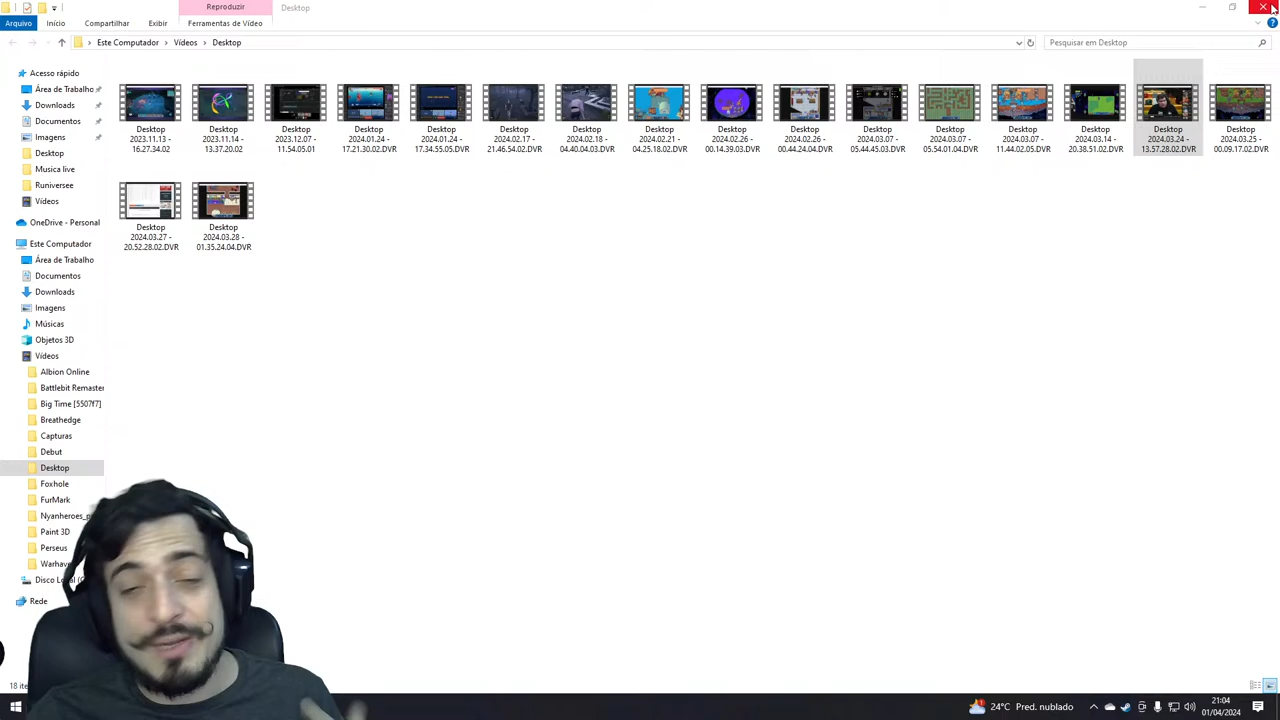 Reproduzir
Desktop
Arquivo
Início
Compartilhar
Exibir
Ferramentas de Vídeo
Este Computador > Vídeos > Desktop
Pesquisar em Desktop
Acesso rápido
Área de Trabalho
Downloads
Documentos
Imagens
Desktop
Musica live
Runiversee
Vídeos
OneDrive - Personal
Este Computador
Área de Trabalho
Documentos
Downloads
Imagens
Músicas
Objetos 3D
Vídeos
Albion Online
Battlebit Remaster
Big Time [5507f7]
Breathedge
Capturas
Debut
Desktop
Foxhole
FurMark
Nyanheroes_p
Paint 3D
Perseus
Warhave
Disco Local (
Rede
Desktop
2023.11.13 -
16.27.34.02
Desktop
2023.11.14 -
13.37.20.02
Desktop
2023.12.07 -
11.54.05.01
Desktop
2024.01.24 -
17.21.30.02.DVR
Desktop
2024.01.24 -
17.34.55.05.DVR
Desktop
2024.02.17 -
21.46.54.02.DVR
Desktop
2024.02.18 -
04.40.04.03.DVR
Desktop
2024.02.21 -
04.25.18.02.DVR
Desktop
2024.02.26 -
00.14.39.03.DVR
Desktop
2024.02.26 -
00.44.24.04.DVR
Desktop
2024.03.07 -
05.44.45.03.DVR
Desktop
2024.03.07 -
05.54.01.04.DVR
Desktop
2024.03.07 -
11.44.02.05.DVR
Desktop
2024.03.14 -
20.38.51.02.DVR
Desktop
2024.03.24 -
13.57.28.02.DVR
Desktop
2024.03.25 -
00.09.17.02.DVR
Desktop
2024.03.27 -
20.52.28.02.DVR
Desktop
2024.03.28 -
01.35.24.04.DVR
18 ite
24°C Pred. nublado
21:04
01/04/2024